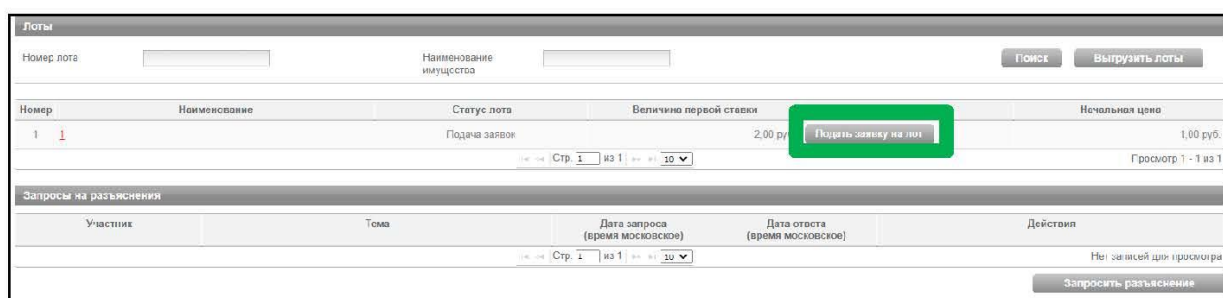 Лоты
Номер лота
Наименование имущества
Поиск
Выгрузить лоты
Номер Наименование Статус лота Величина первой ставки Начальная цена
1 1 Подача заявок 2,00 ру Подать заявку на лот 1,00 руб.
Стр. 1 из 1 10 Просмотр 1 - 1 из 1
Запросы на разъяснения
Участник Тема Дата запроса (время московское) Дата ответа (время московское) Действия
Стр. 1 из 1 10 Нет записей для просмотра
Запросить разъяснение